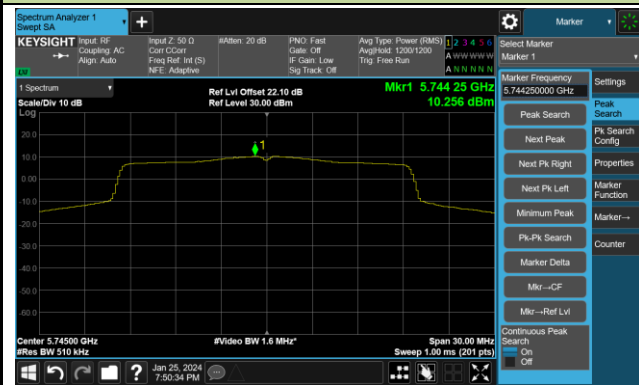 Spectrum Analyzer 1
Swept SA
Marker
KEYSIGHT
Input: RF
Coupling: AC
Align: Auto
Input Z: 50 Ω
Corr CCorr
Freq Ref: Int (S)
NFE: Adaptive
#Atten: 20 dB
PNO: Fast
Gate: Off
IF Gain: Low
Sig Track: Off
Avg Type: Power (RMS)
Avg|Hold: 1200/1200
Trig: Free Run
1 2 3 4 5 6
A W W W W W
A N N N N N
LVI
Select Marker
Marker 1
1 Spectrum
Scale/Div 10 dB
Log
Ref Lvl Offset 22.10 dB
Ref Level 30.00 dBm
Mkr1 5.744 25 GHz
10.256 dBm
20.0
10.0
0.00
-10.0
-20.0
-30.0
-40.0
-50.0
-60.0
1
Center 5.74500 GHz
#Res BW 510 kHz
#Video BW 1.6 MHz*
Span 30.00 MHz
Sweep 1.00 ms (201 pts)
Marker Frequency
5.744250000 GHz
Peak Search
Next Peak
Next Pk Right
Next Pk Left
Minimum Peak
Pk-Pk Search
Marker Delta
Mkr→CF
Mkr→Ref Lvl
Continuous Peak
Search
On
Off
Settings
Peak
Search
Pk Search
Config
Properties
Marker
Function
Marker→
Counter
Jan 25, 2024
7:50:34 PM